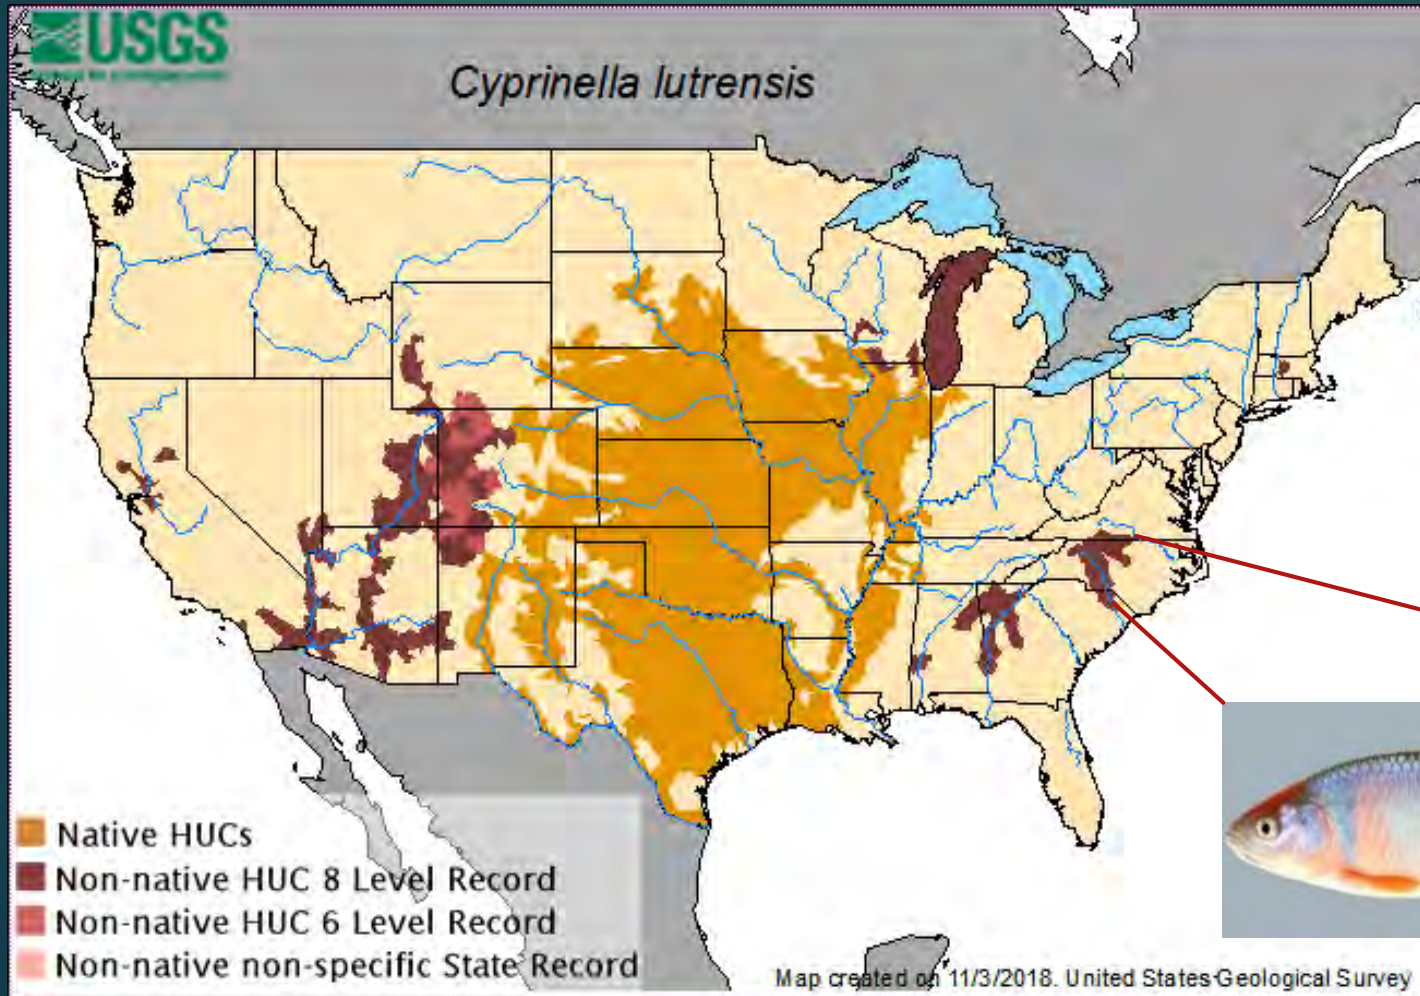 USGS
Cyprinella lutrensis
Native HUCs
Non-native HUC 8 Level Record
Non-native HUC 6 Level Record
Non-native non-specific State Record
Map created on 11/3/2018. United States Geological Survey